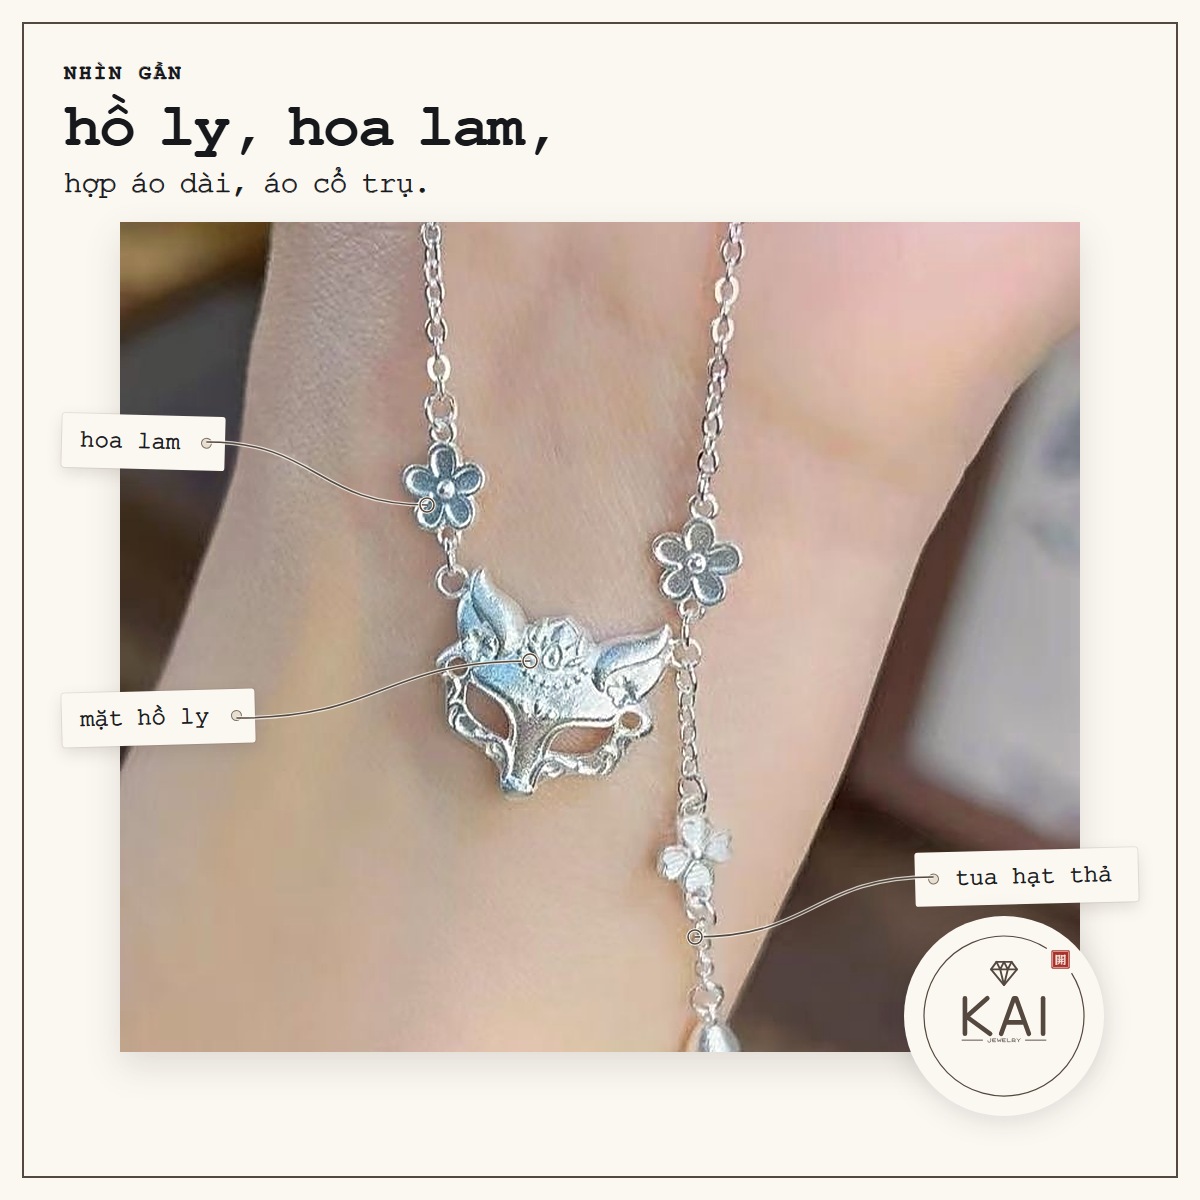 NHÌN GẦN
hồ ly, hoa lam,
hợp áo dài, áo cổ trụ.
hoa lam
mặt hồ ly
tua hạt thả
開
KAI
JEWELRY